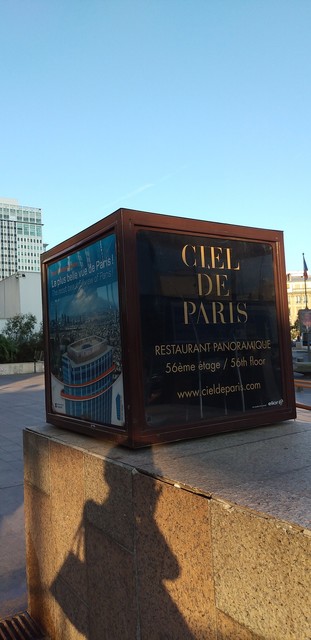 La plus belle vue de Paris !
CIEL
DE
PARIS
RESTAURANT PANORAMIQUE
56ème étage / 56th floor
www.cieldeparis.com